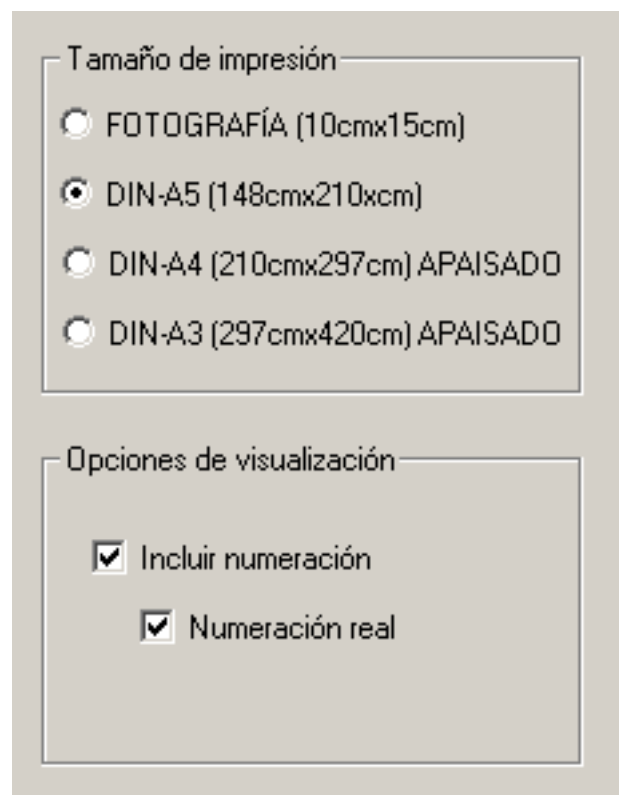 Tamaño de impresión
FOTOGRAFÍA (10cmx15cm)
DIN-A5 (148cmx210xcm)
DIN-A4 (210cmx297cm) APAISADO
DIN-A3 (297cmx420cm) APAISADO
Opciones de visualización
Incluir numeración
Numeración real